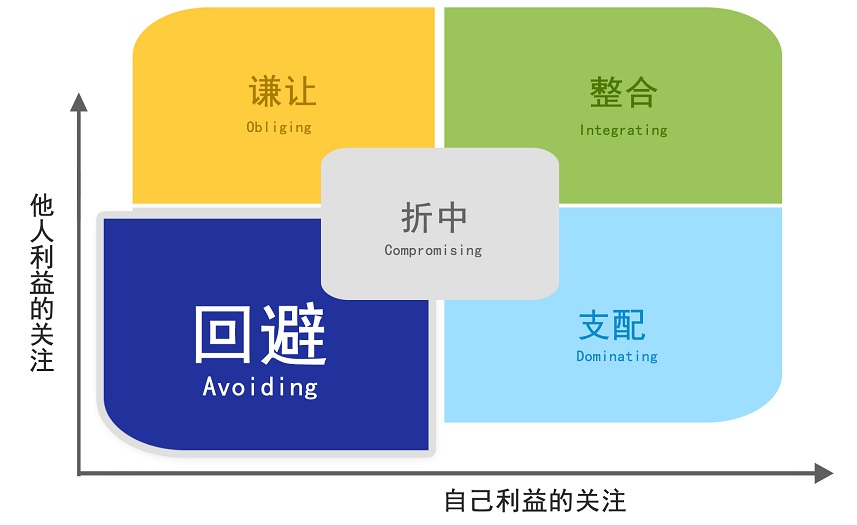 谦让
Obliging
整合
Integrating
折中
Compromising
回避
Avoiding
支配
Dominating
他人利益的关注
自己利益的关注